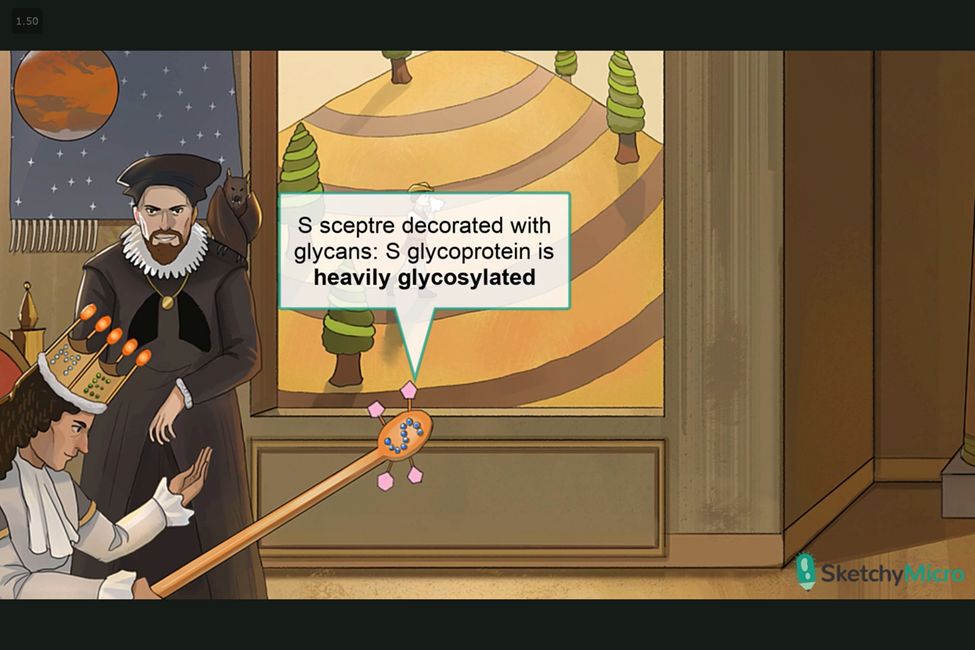 1.50
S sceptre decorated with
glycans: S glycoprotein is
heavily glycosylated
S
SketchyMicro